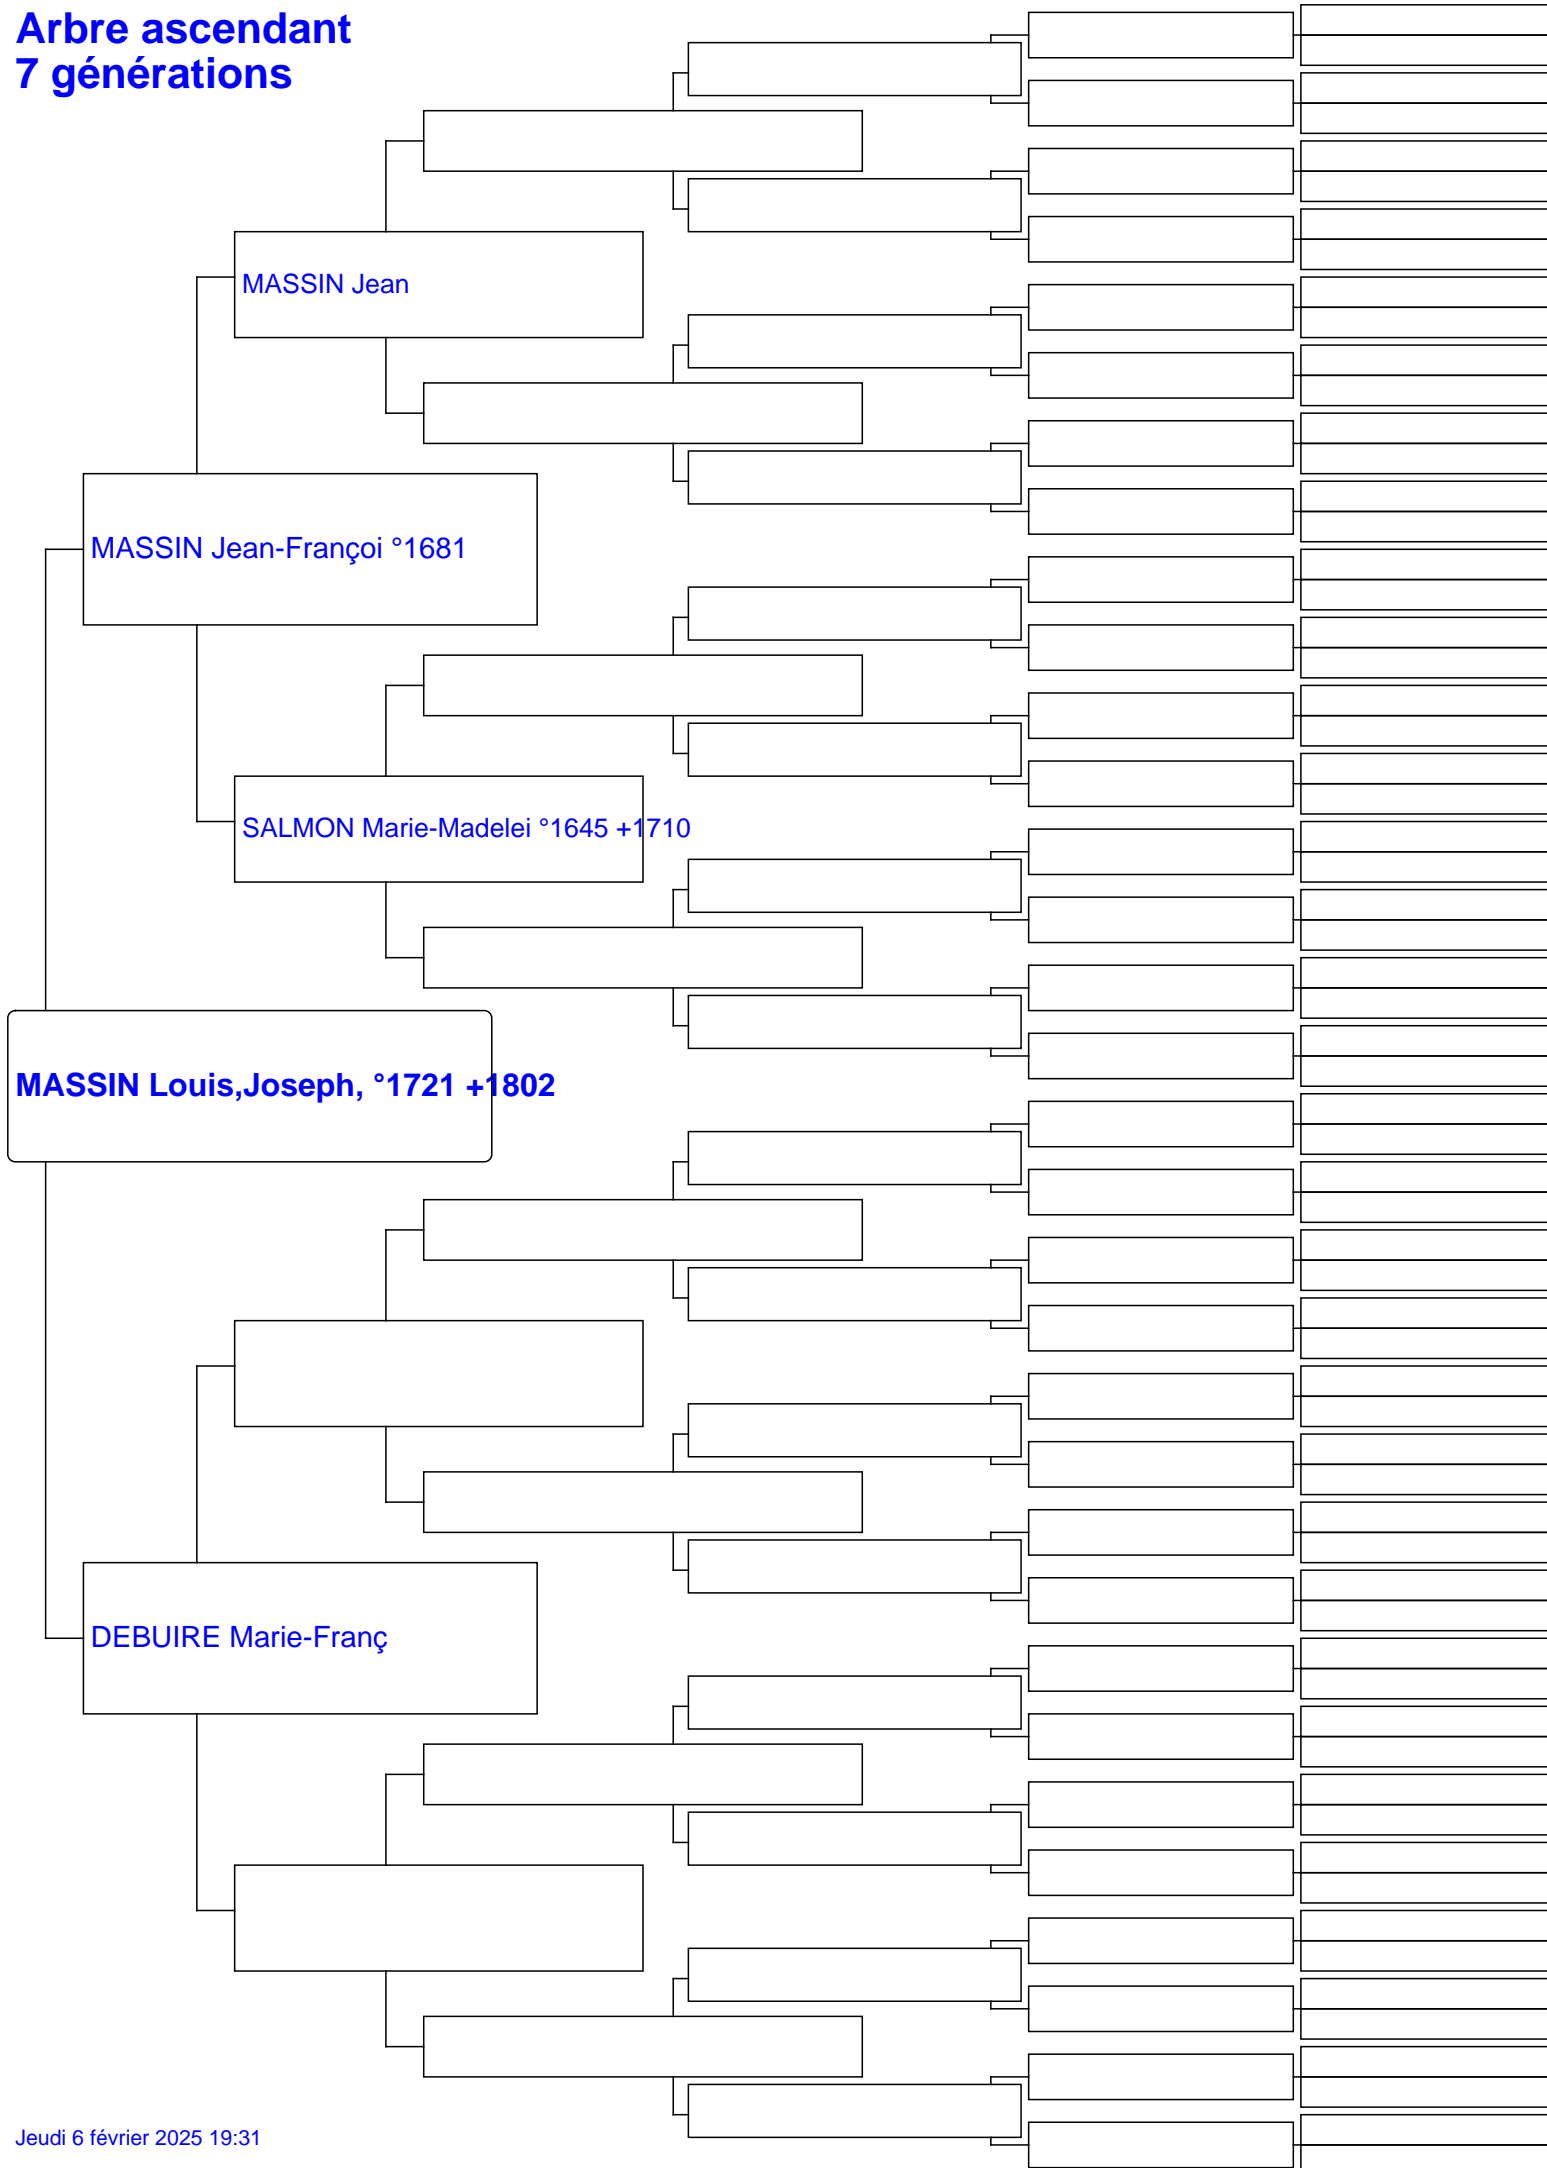 Arbre ascendant
7 générations
MASSIN Jean
MASSIN Jean-Françoi °1681
SALMON Marie-Madelei °1645 +1710
MASSIN Louis,Joseph, °1721 +1802
DEBUIRE Marie-Franç
Jeudi 6 février 2025 19:31